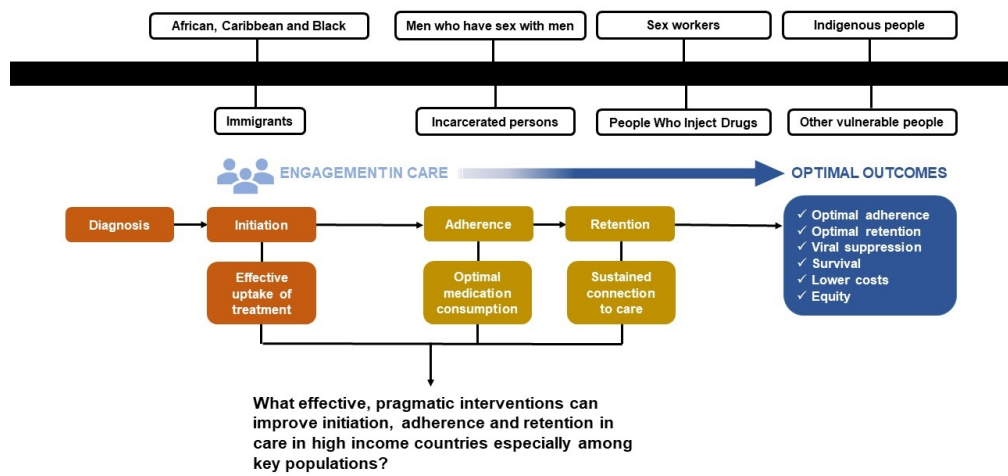 African, Caribbean and Black
Men who have sex with men
Sex workers
Indigenous people
Immigrants
Incarcerated persons
People Who Inject Drugs
Other vulnerable people
ENGAGEMENT IN CARE
OPTIMAL OUTCOMES
Diagnosis
Initiation
Adherence
Retention
✓ Optimal adherence
✓ Optimal retention
✓ Viral suppression
✓ Survival
✓ Lower costs
✓ Equity
Effective
uptake of
treatment
Optimal
medication
consumption
Sustained
connection
to care
What effective, pragmatic interventions can
improve initiation, adherence and retention in
care in high income countries especially among
key populations?